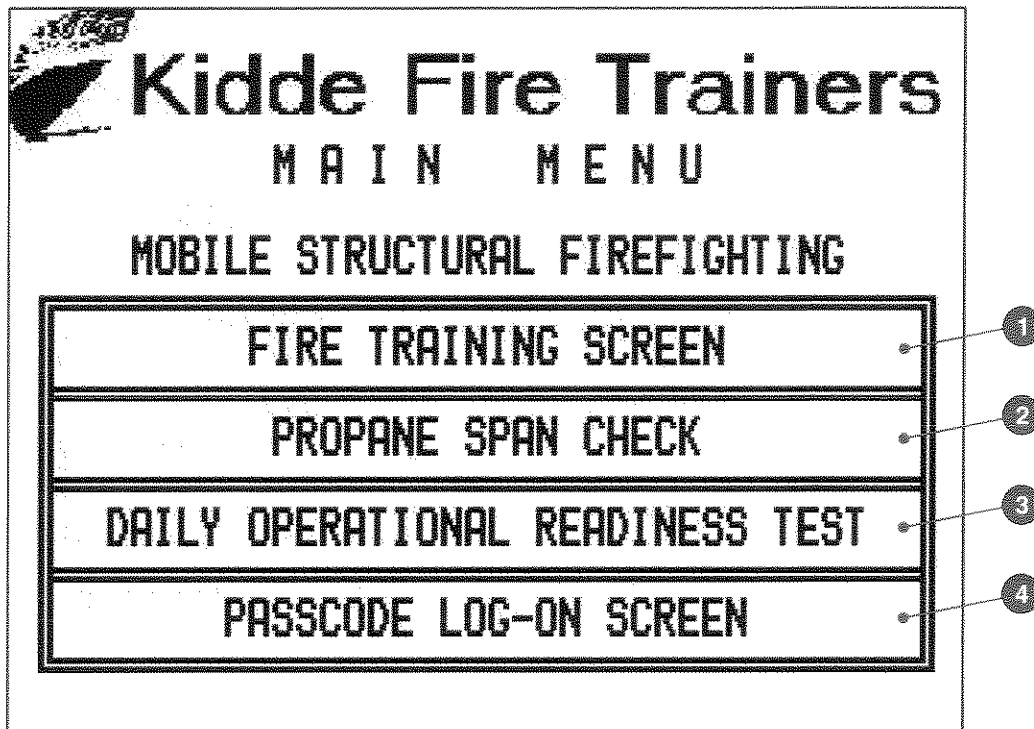 Kidde Fire Trainers
MAIN MENU
MOBILE STRUCTURAL FIREFIGHTING
FIRE TRAINING SCREEN
1
PROPANE SPAN CHECK
2
DAILY OPERATIONAL READINESS TEST
3
PASSCODE LOG-ON SCREEN
4